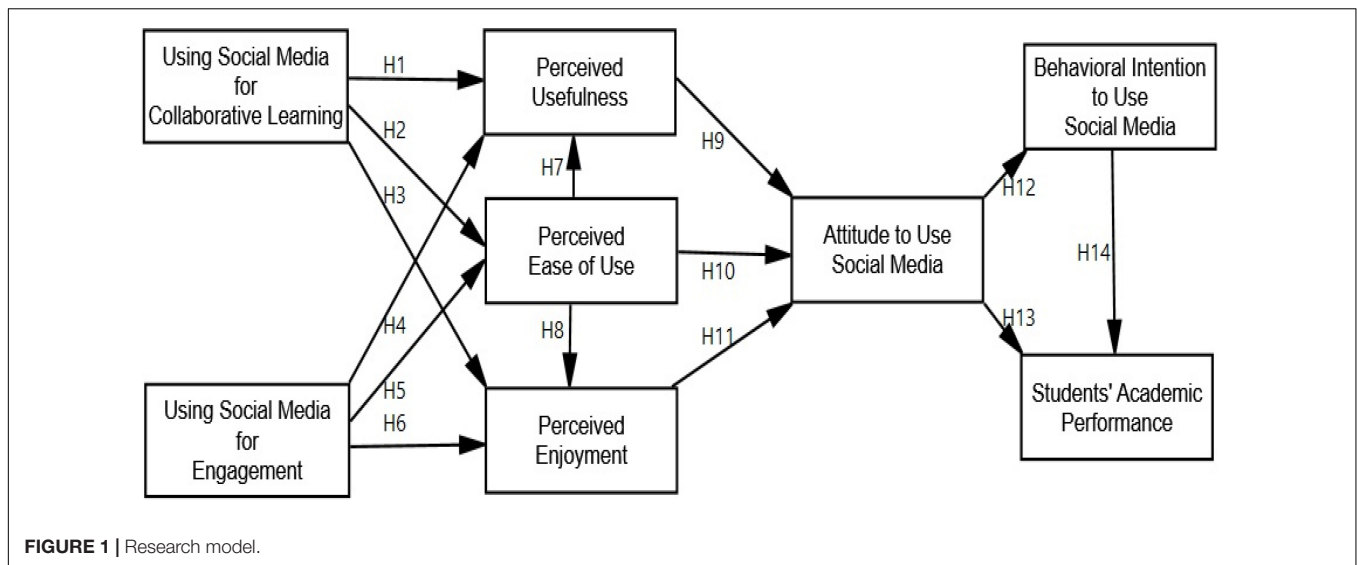 Using Social Media
for
Collaborative Learning
H1
H2
H3
Perceived
Usefulness
H9
Behavioral Intention
to Use
Social Media
H7
H12
Perceived
Ease of Use
H10
Attitude to Use
Social Media
H14
H4
H8
H11
H13
Using Social Media
for
Engagement
H5
H6
Perceived
Enjoyment
Students' Academic
Performance
FIGURE 1 | Research model.